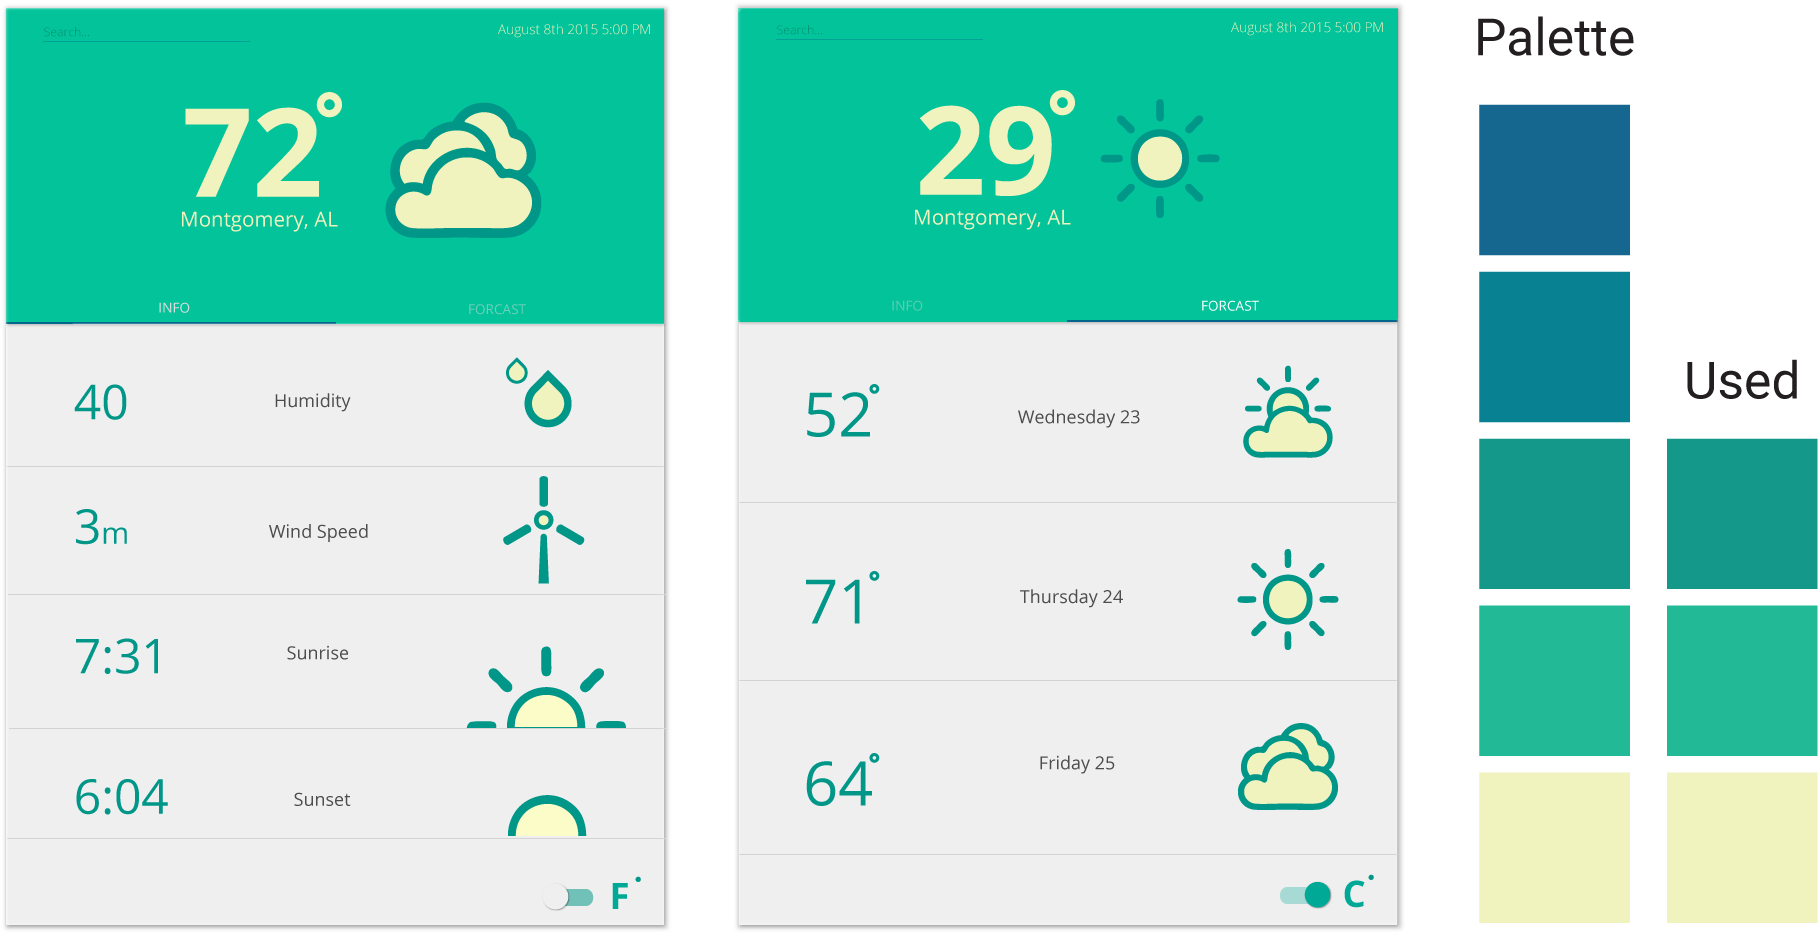 Search...
August 8th 2015 5:00 PM
72°
Montgomery, AL
INFO
FORCAST
40
Humidity
3m
Wind Speed
7:31
Sunrise
6:04
Sunset
F°
Search...
August 8th 2015 5:00 PM
29°
Montgomery, AL
INFO
FORCAST
52°
Wednesday 23
71°
Thursday 24
64°
Friday 25
C°
Palette
Used